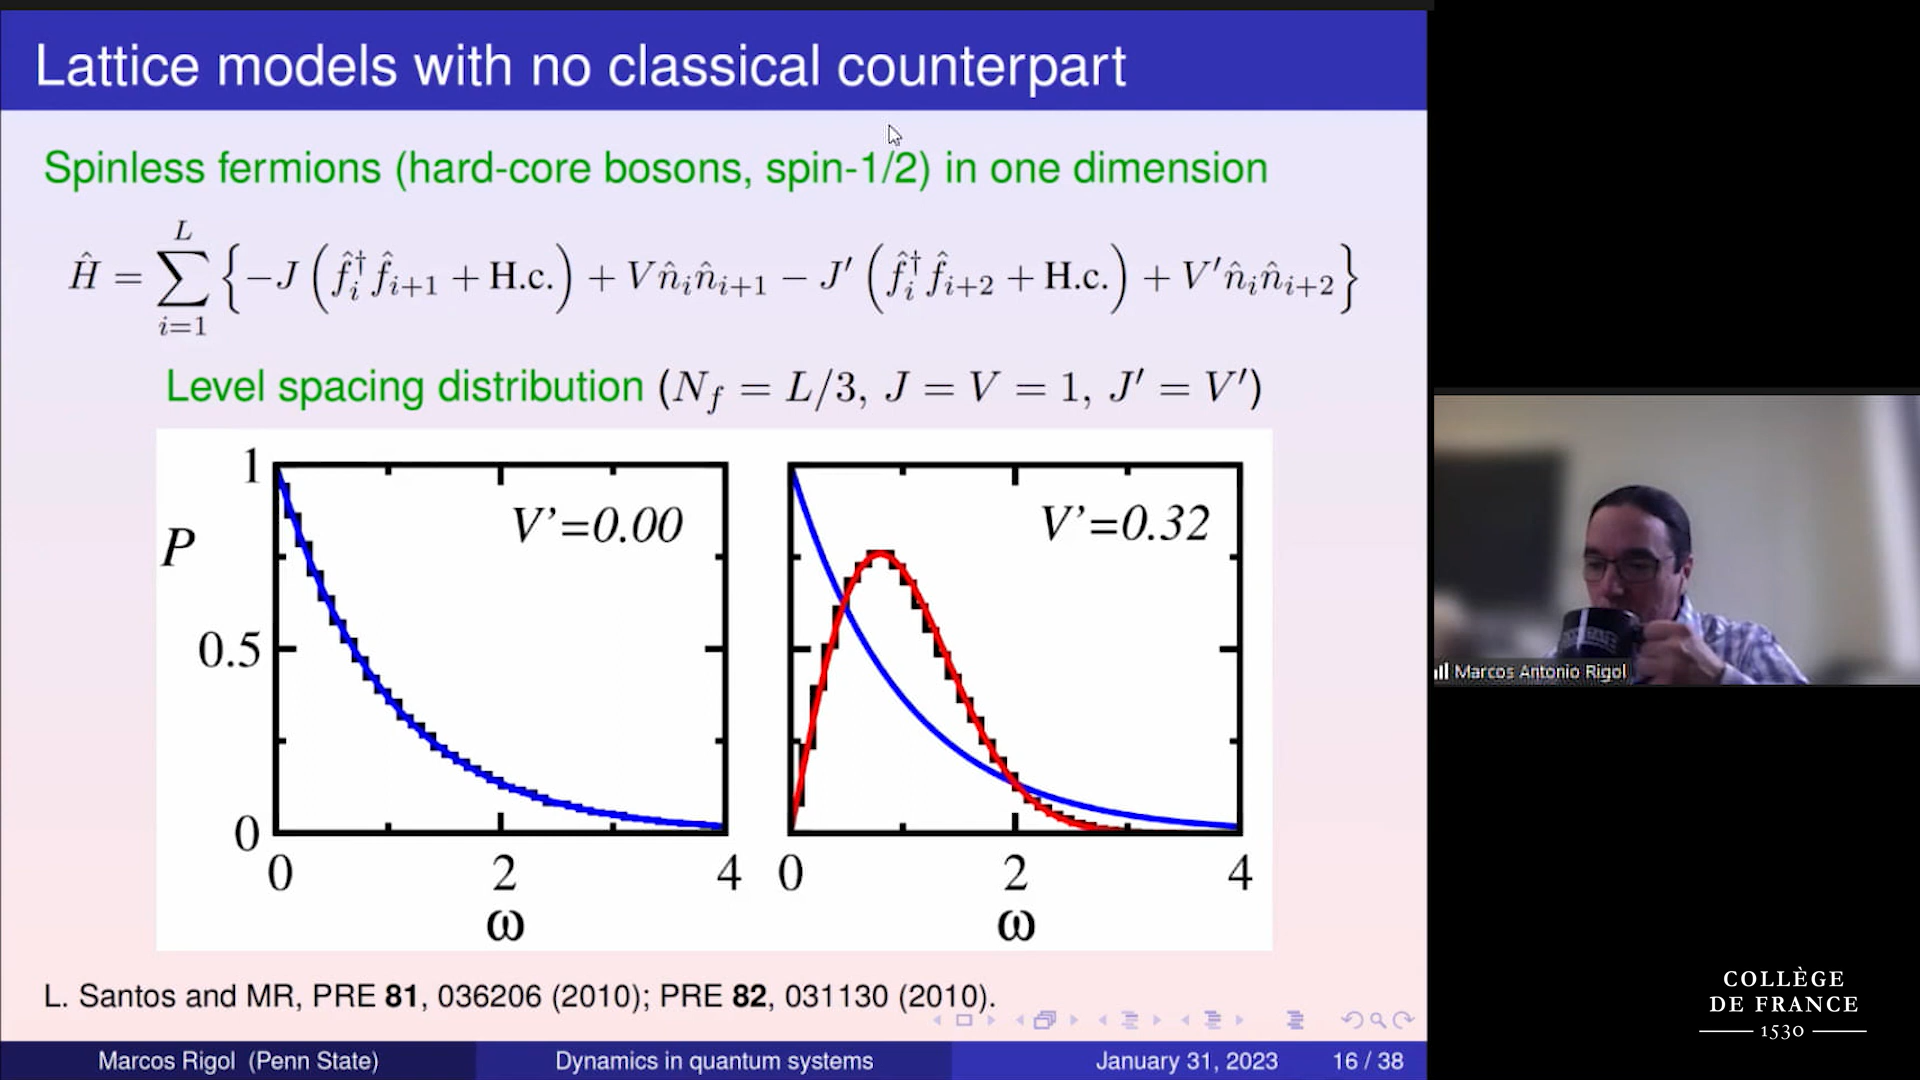 Lattice models with no classical counterpart
Spinless fermions (hard-core bosons, spin-1/2) in one dimension
Ĥ = ∑_{i=1}^{L} { −J ( f̂_i^† f̂_{i+1} + H.c. ) + V n̂_i n̂_{i+1} − J′ ( f̂_i^† f̂_{i+2} + H.c. ) + V′ n̂_i n̂_{i+2} }
Level spacing distribution (N_f = L/3, J = V = 1, J′ = V′)
1
0.5
0
P
V'=0.00
0 2 4
ω
V'=0.32
0 2 4
ω
L. Santos and MR, PRE 81, 036206 (2010); PRE 82, 031130 (2010).
Marcos Rigol (Penn State) Dynamics in quantum systems January 31, 2023 16 / 38
Marcos Antonio Rigol
COLLÈGE
DE FRANCE
1530